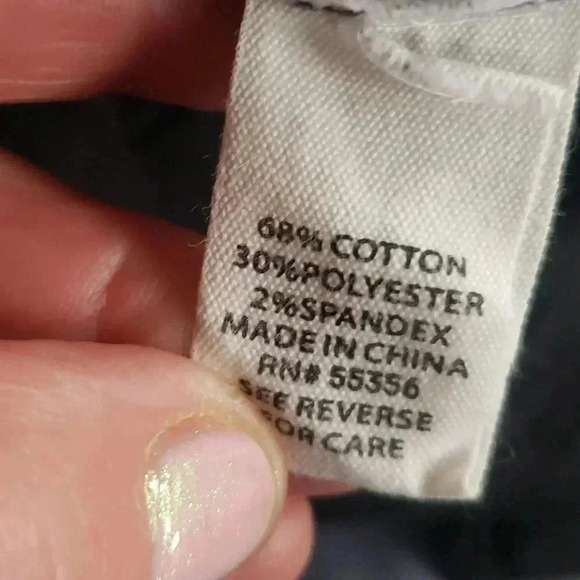 68% COTTON
30%POLYESTER
2%SPANDEX
MADE IN CHINA
RN# 55356
SEE REVERSE
FOR CARE